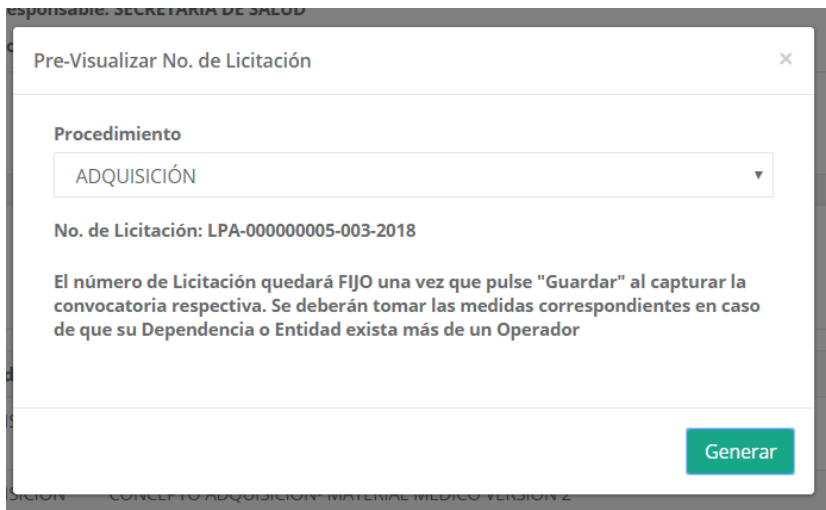 responsable: SECRETARIA DE SALUD
Pre-Visualizar No. de Licitación
×
Procedimiento
ADQUISICIÓN
No. de Licitación: LPA-000000005-003-2018
El número de Licitación quedará FIJO una vez que pulse "Guardar" al capturar la
convocatoria respectiva. Se deberán tomar las medidas correspondientes en caso
de que su Dependencia o Entidad exista más de un Operador
Generar
CONCEPTO ADQUISICION- MATERIAL MEDICO VERSION 2